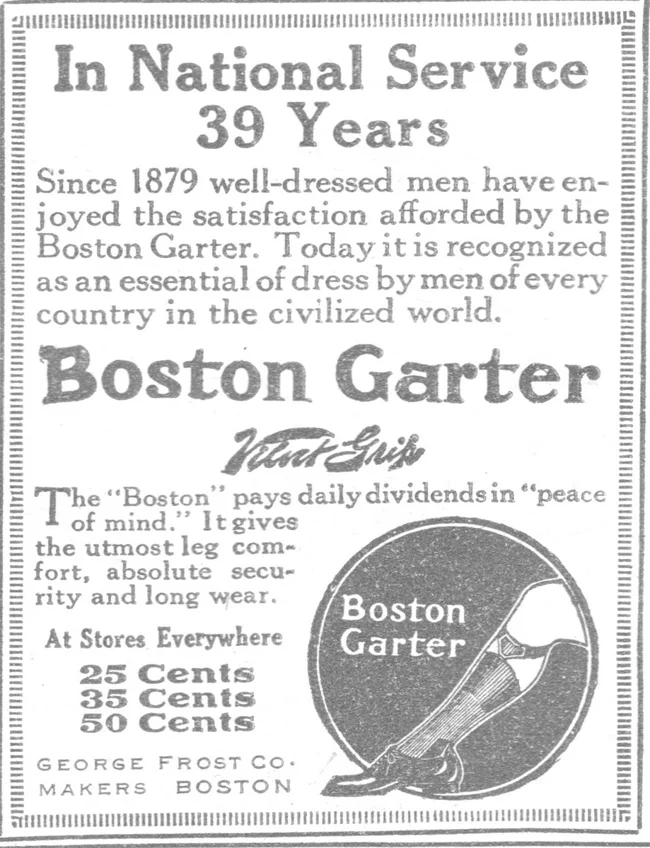 In National Service
39 Years
Since 1879 well-dressed men have en-
joyed the satisfaction afforded by the
Boston Garter. Today it is recognized
as an essential of dress by men of every
country in the civilized world.
Boston Garter
Velvet Grip
The "Boston" pays daily dividends in "peace
of mind." It gives
the utmost leg com-
fort, absolute secu-
rity and long wear.
Boston
Garter
At Stores Everywhere
25 Cents
35 Cents
50 Cents
GEORGE FROST CO.
MAKERS BOSTON